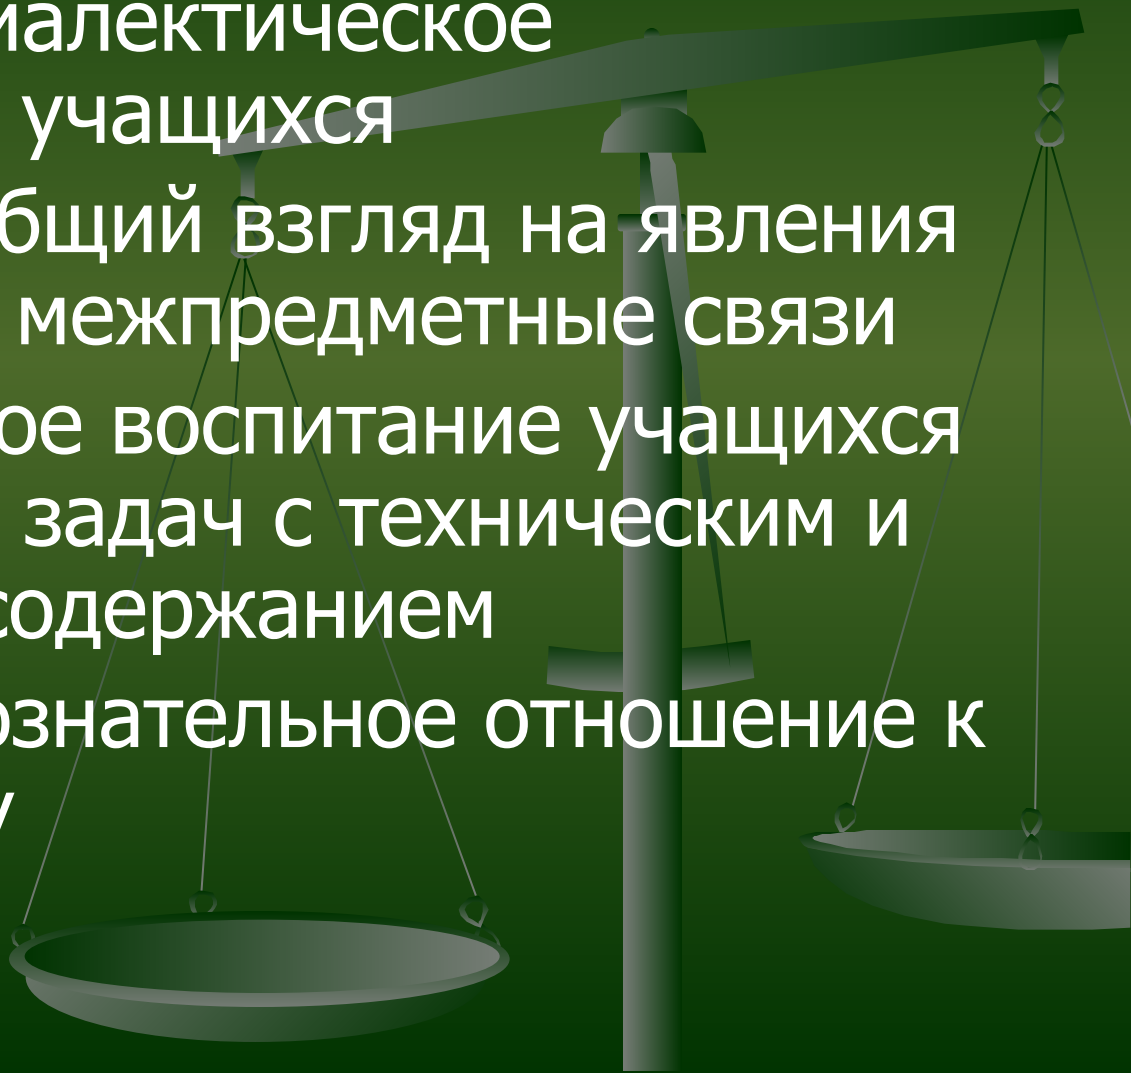 иалектическое
учащихся
бщий взгляд на явления
межпредметные связи
ое воспитание учащихся
задач с техническим и
содержанием
ознательное отношение к
у